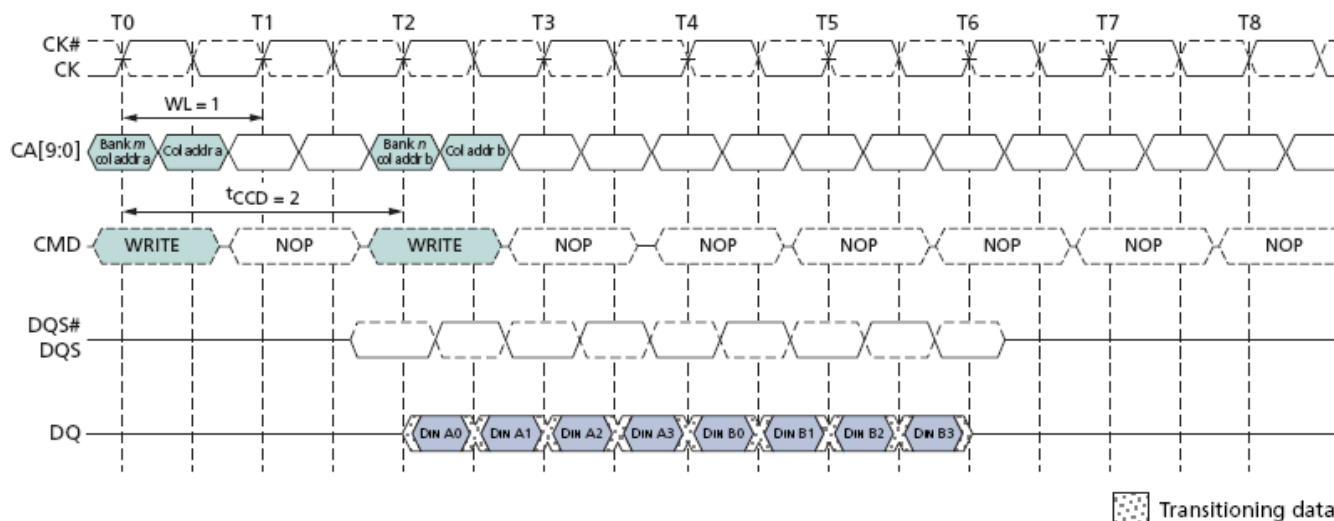 T0 T1 T2 T3 T4 T5 T6 T7 T8
CK#
CK
WL = 1
CA[9:0] Bank m col addr a Col addr a Bank n col addr b Col addr b
tCCD = 2
CMD WRITE NOP WRITE NOP NOP NOP NOP NOP NOP
DQS#
DQS
DQ DIN A0 DIN A1 DIN A2 DIN A3 DIN B0 DIN B1 DIN B2 DIN B3
Transitioning data